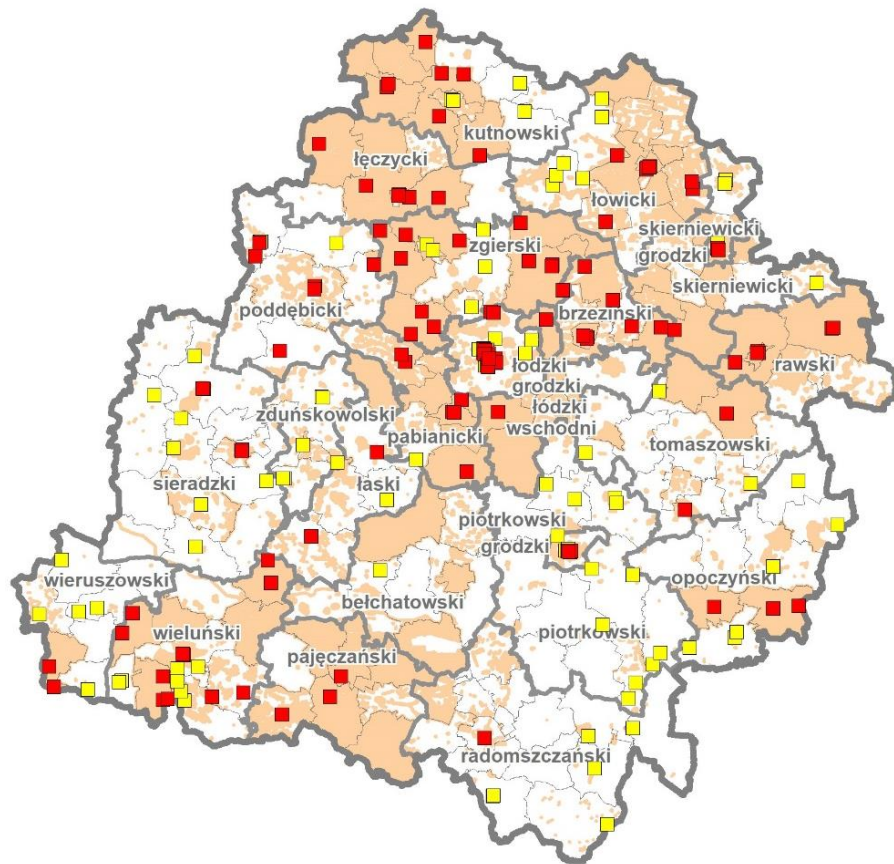 kutnowski
łęczycki
łowicki
skierniewicki
grodzki
zgierski
skierniewicki
poddębicki
brzeziński
rawski
łódzki
grodzki
zduńskowolski
łódzki
wschodni
pabianicki
tomaszowski
sieradzki
łaski
piotrkowski
grodzki
opoczyński
wieruszowski
bełchatowski
wieluński
piotrkowski
pajęczański
radomszczański